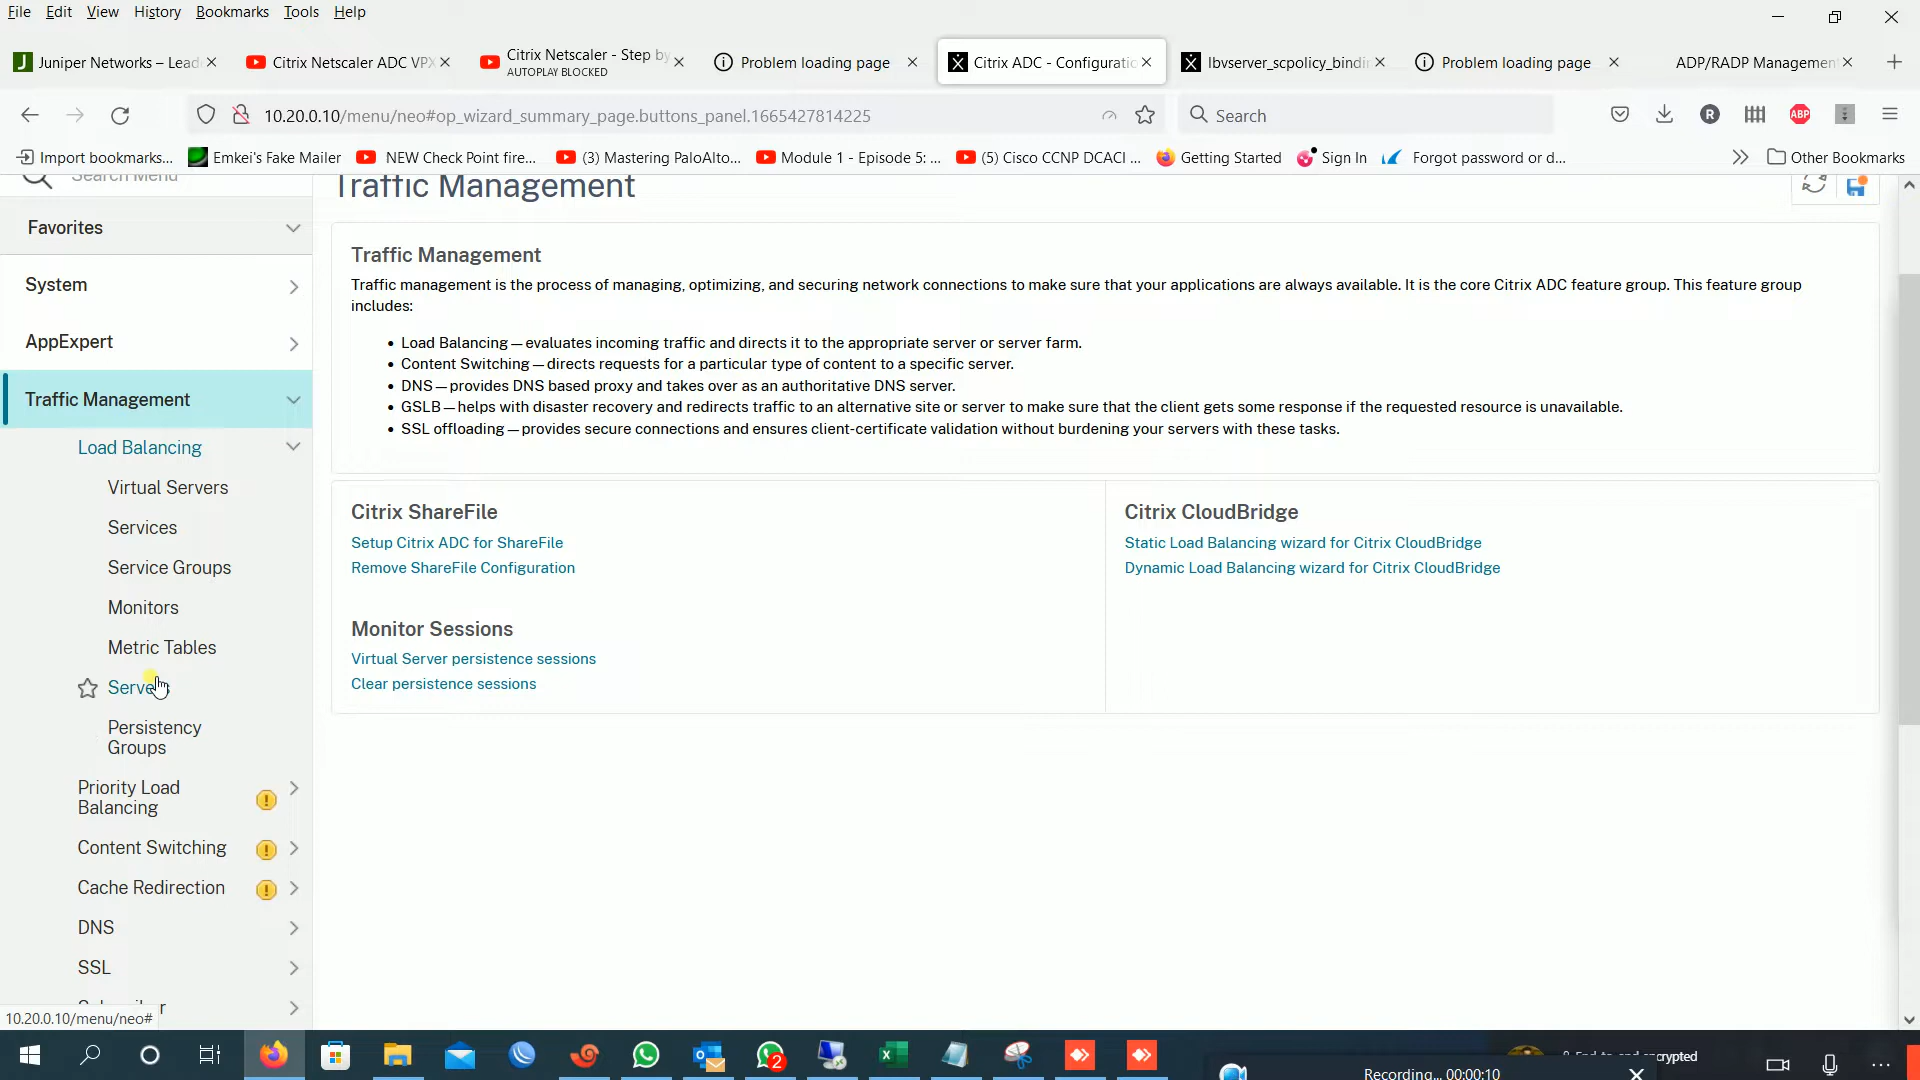 File Edit View History Bookmarks Tools Help
Juniper Networks – Lead
Citrix Netscaler ADC VPX
Citrix Netscaler - Step by
AUTOPLAY BLOCKED
Problem loading page
Citrix ADC - Configuratio
lbvserver_scpolicy_bindi
Problem loading page
ADP/RADP Managemen
10.20.0.10/menu/neo#op_wizard_summary_page.buttons_panel.1665427814225
Search
R
ABP
Import bookmarks...
Emkei's Fake Mailer
NEW Check Point fire...
(3) Mastering PaloAlto...
Module 1 - Episode 5: ...
(5) Cisco CCNP DCACI ...
Getting Started
Sign In
Forgot password or d...
Other Bookmarks
Search Menu
Favorites
System
AppExpert
Traffic Management
Load Balancing
Virtual Servers
Services
Service Groups
Monitors
Metric Tables
Servers
Persistency
Groups
Priority Load
Balancing
Content Switching
Cache Redirection
DNS
SSL
10.20.0.10/menu/neo#
Traffic Management
Traffic Management
Traffic management is the process of managing, optimizing, and securing network connections to make sure that your applications are always available. It is the core Citrix ADC feature group. This feature group
includes:
• Load Balancing — evaluates incoming traffic and directs it to the appropriate server or server farm.
• Content Switching — directs requests for a particular type of content to a specific server.
• DNS — provides DNS based proxy and takes over as an authoritative DNS server.
• GSLB — helps with disaster recovery and redirects traffic to an alternative site or server to make sure that the client gets some response if the requested resource is unavailable.
• SSL offloading — provides secure connections and ensures client-certificate validation without burdening your servers with these tasks.
Citrix ShareFile
Setup Citrix ADC for ShareFile
Remove ShareFile Configuration
Monitor Sessions
Virtual Server persistence sessions
Clear persistence sessions
Citrix CloudBridge
Static Load Balancing wizard for Citrix CloudBridge
Dynamic Load Balancing wizard for Citrix CloudBridge
2
Recording... 00:00:10
End-to-end encrypted